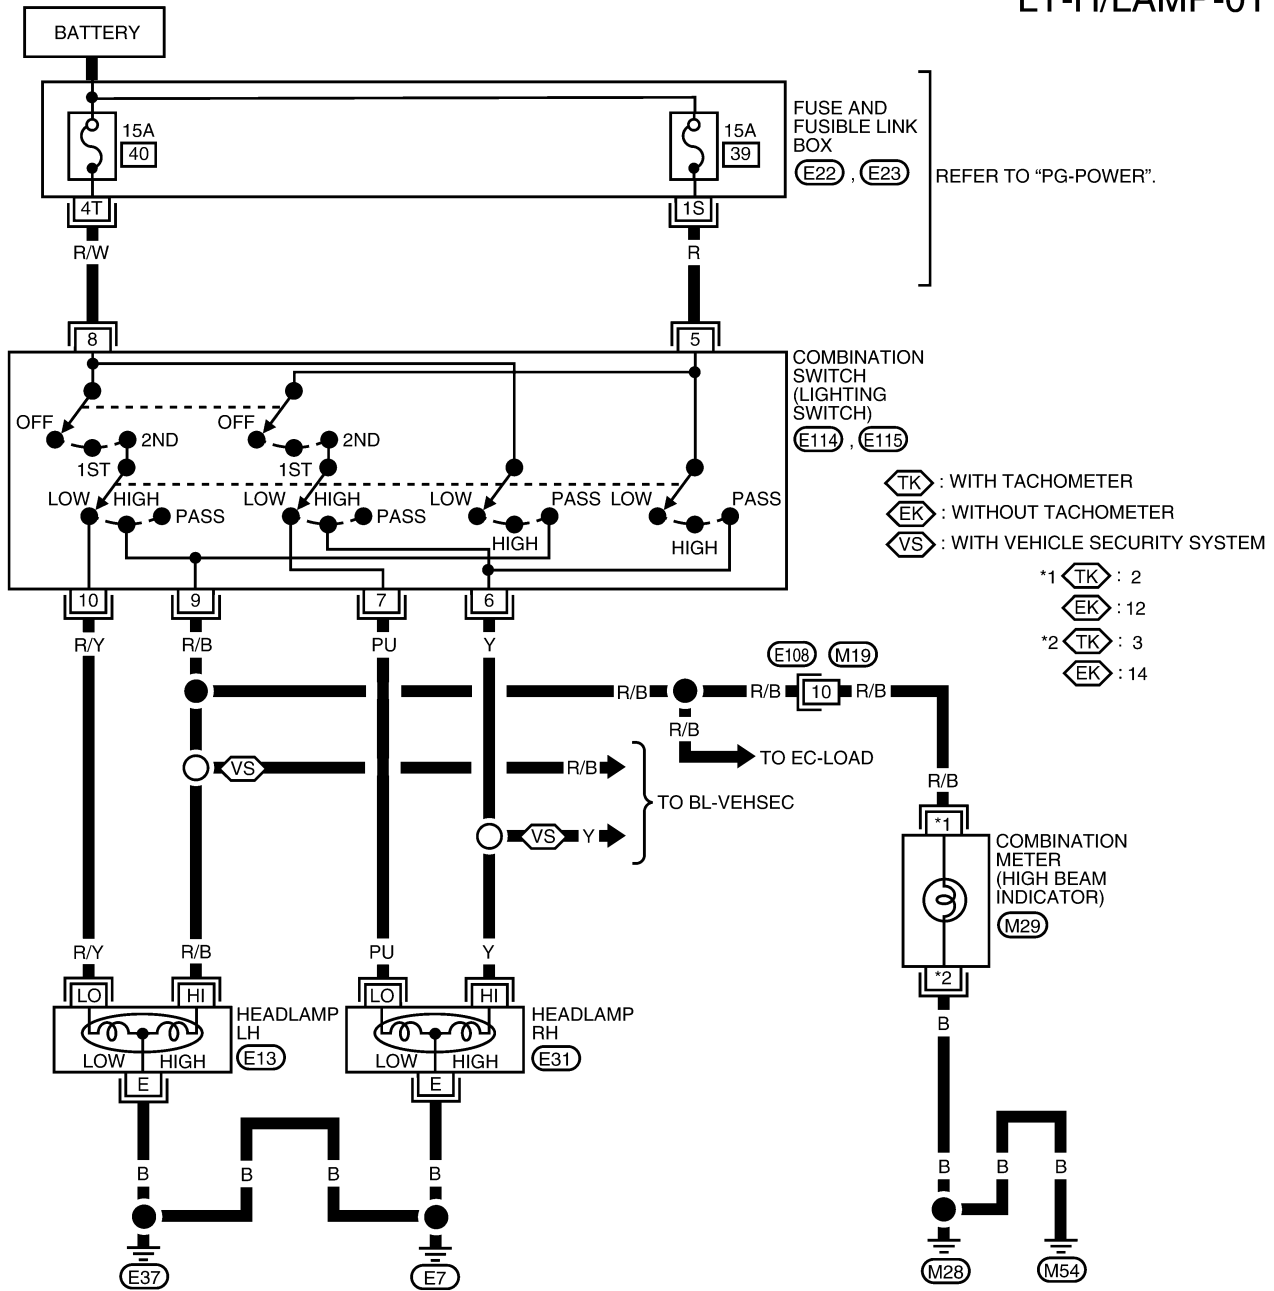 BATTERY
15A
40
15A
39
FUSE AND
FUSIBLE LINK
BOX
E22 , E23
REFER TO “PG-POWER”.
4T
1S
R/W
R
8
5
COMBINATION
SWITCH
(LIGHTING
SWITCH)
E114 , E115
OFF
2ND
1ST
OFF
2ND
1ST
LOW
HIGH
PASS
LOW
HIGH
PASS
LOW
PASS
HIGH
LOW
PASS
HIGH
TK : WITH TACHOMETER
EK : WITHOUT TACHOMETER
VS : WITH VEHICLE SECURITY SYSTEM
*1 TK : 2
EK : 12
*2 TK : 3
EK : 14
10
9
7
6
R/Y
R/B
PU
Y
E108
M19
R/B
R/B
10
R/B
R/B
TO EC-LOAD
VS
R/B
TO BL-VEHSEC
VS
Y
R/B
*1
COMBINATION
METER
(HIGH BEAM
INDICATOR)
M29
*2
R/Y
R/B
PU
Y
LO
HI
HEADLAMP
LH
E13
LOW
HIGH
E
LO
HI
HEADLAMP
RH
E31
LOW
HIGH
E
B
B
B
B
B
B
B
B
B
E37
E7
M28
M54